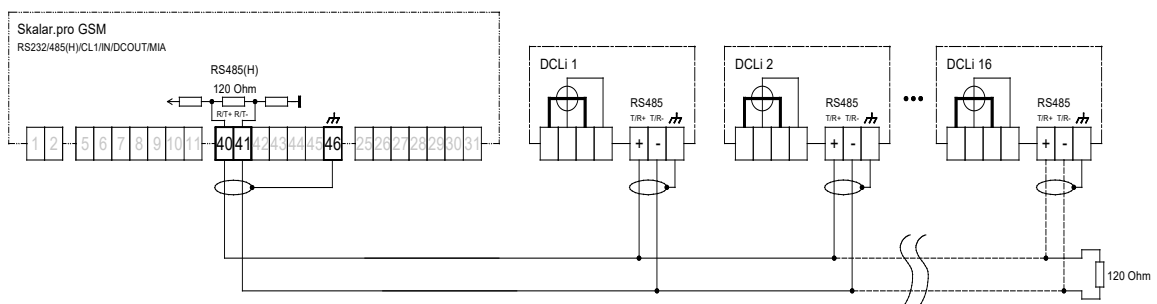 Skalar.pro GSM
RS232/485(H)/CL1/IN/DCOUT/MIA
RS485(H)
120 Ohm
R/T+ R/T-
1 2 5 6 7 8 9 10 11 40 41 42 43 44 45 46 25 26 27 28 29 30 31
DCLi 1
RS485
T/R+ T/R-
+ -
DCLi 2
RS485
T/R+ T/R-
+ -
•••
DCLi 16
RS485
T/R+ T/R-
+ -
120 Ohm